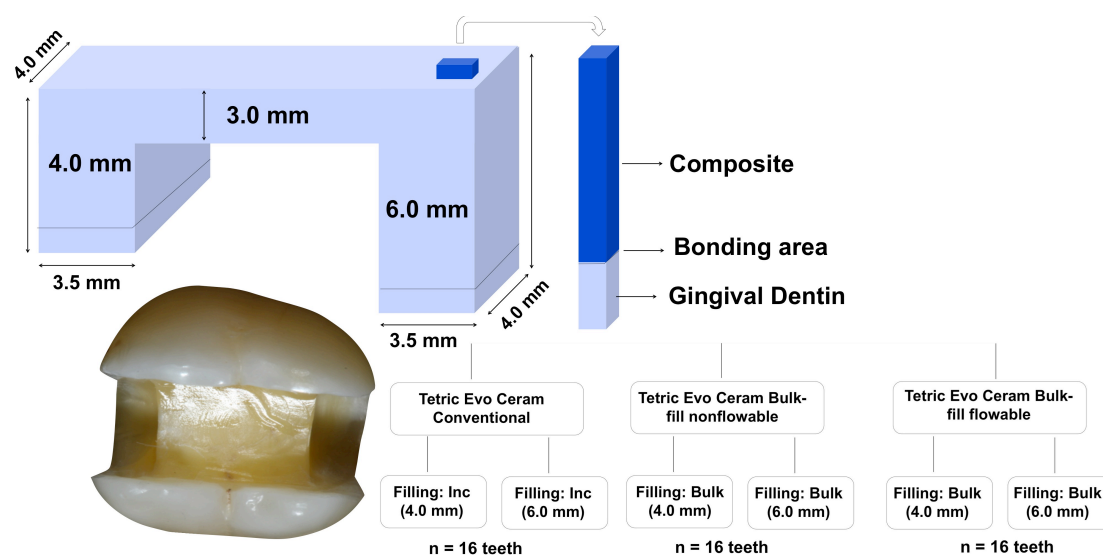 4.0 mm
3.0 mm
4.0 mm
Composite
6.0 mm
Bonding area
3.5 mm
Gingival Dentin
4.0 mm
3.5 mm
Tetric Evo Ceram
Conventional
Tetric Evo Ceram Bulk-
fill nonflowable
Tetric Evo Ceram Bulk-
fill flowable
Filling: Inc
(4.0 mm)
Filling: Inc
(6.0 mm)
Filling: Bulk
(4.0 mm)
Filling: Bulk
(6.0 mm)
Filling: Bulk
(4.0 mm)
Filling: Bulk
(6.0 mm)
n = 16 teeth
n = 16 teeth
n = 16 teeth